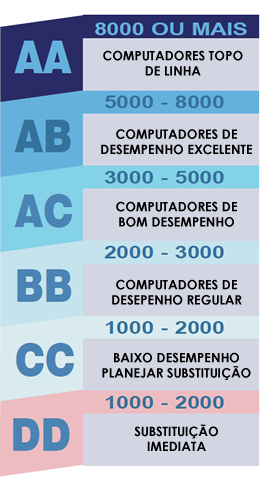 8000 OU MAIS
AA
COMPUTADORES TOPO
DE LINHA
5000 - 8000
AB
COMPUTADORES DE
DESEMPENHO EXCELENTE
3000 - 5000
AC
COMPUTADORES DE
BOM DESEMPENHO
2000 - 3000
BB
COMPUTADORES DE
DESEPENHO REGULAR
1000 - 2000
CC
BAIXO DESEMPENHO
PLANEJAR SUBSTITUIÇÃO
1000 - 2000
DD
SUBSTITUIÇÃO
IMEDIATA